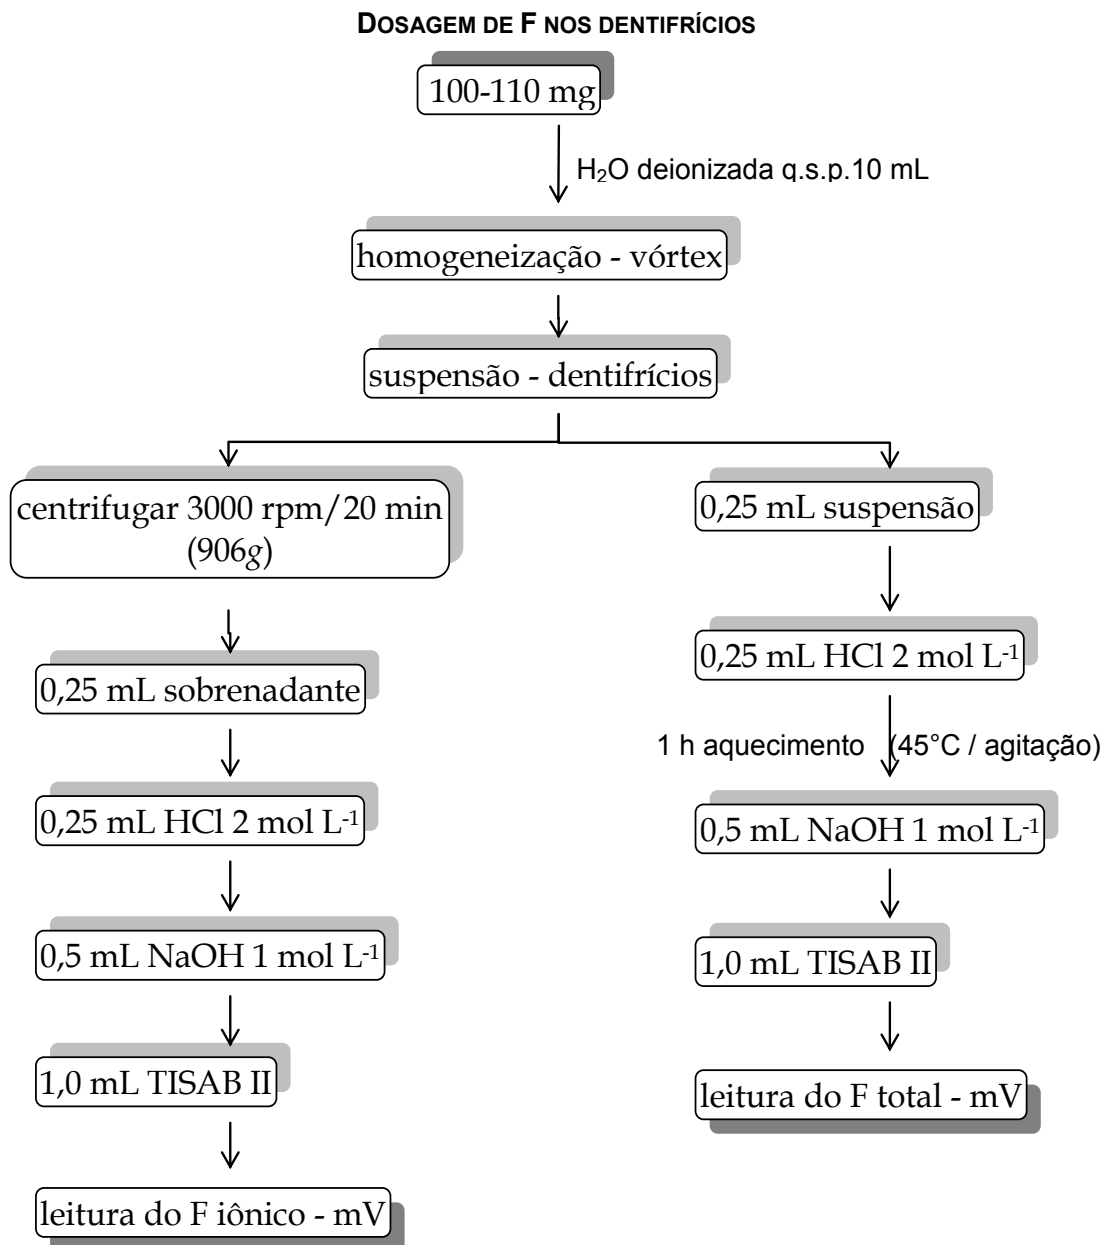 DOSAGEM DE F NOS DENTIFRÍCIOS
100-110 mg
H₂O deionizada q.s.p.10 mL
homogeneização - vórtex
suspensão - dentifrícios
centrifugar 3000 rpm/20 min
(906g)
0,25 mL sobrenadante
0,25 mL HCl 2 mol L⁻¹
0,5 mL NaOH 1 mol L⁻¹
1,0 mL TISAB II
leitura do F iônico - mV
0,25 mL suspensão
0,25 mL HCl 2 mol L⁻¹
1 h aquecimento (45°C / agitação)
0,5 mL NaOH 1 mol L⁻¹
1,0 mL TISAB II
leitura do F total - mV